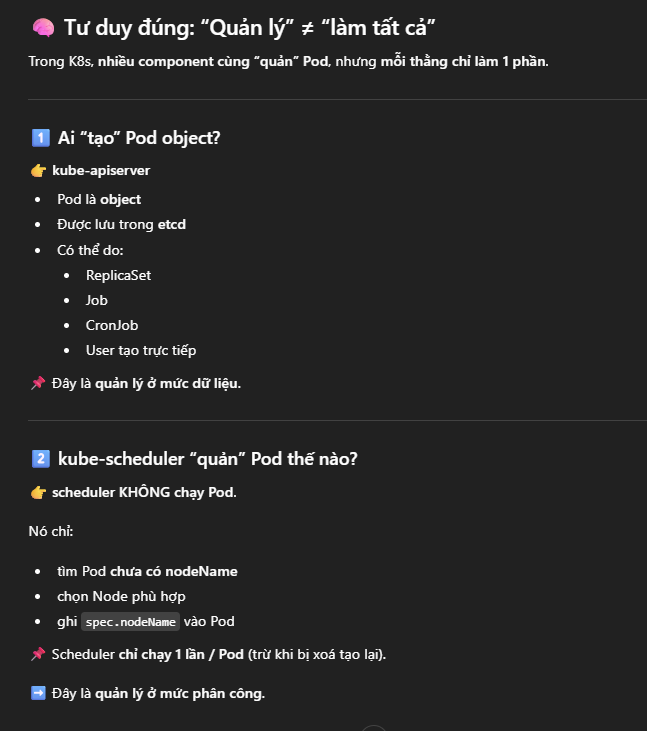 🧠 Tư duy đúng: “Quản lý” ≠ “làm tất cả”
Trong K8s, nhiều component cùng “quản” Pod, nhưng mỗi thằng chỉ làm 1 phần.
1️⃣ Ai “tạo” Pod object?
👉 kube-apiserver
• Pod là object
• Được lưu trong etcd
• Có thể do:
• ReplicaSet
• Job
• CronJob
• User tạo trực tiếp
📌 Đây là quản lý ở mức dữ liệu.
2️⃣ kube-scheduler “quản” Pod thế nào?
👉 scheduler KHÔNG chạy Pod.
Nó chỉ:
• tìm Pod chưa có nodeName
• chọn Node phù hợp
• ghi spec.nodeName vào Pod
📌 Scheduler chỉ chạy 1 lần / Pod (trừ khi bị xoá tạo lại).
➡️ Đây là quản lý ở mức phân công.